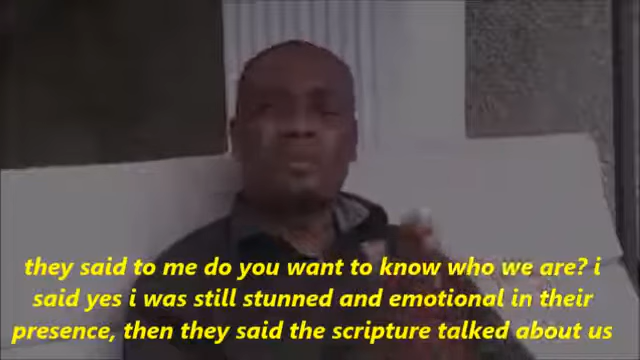 they said to me do you want to know who we are? i
said yes i was still stunned and emotional in their
presence, then they said the scripture talked about us